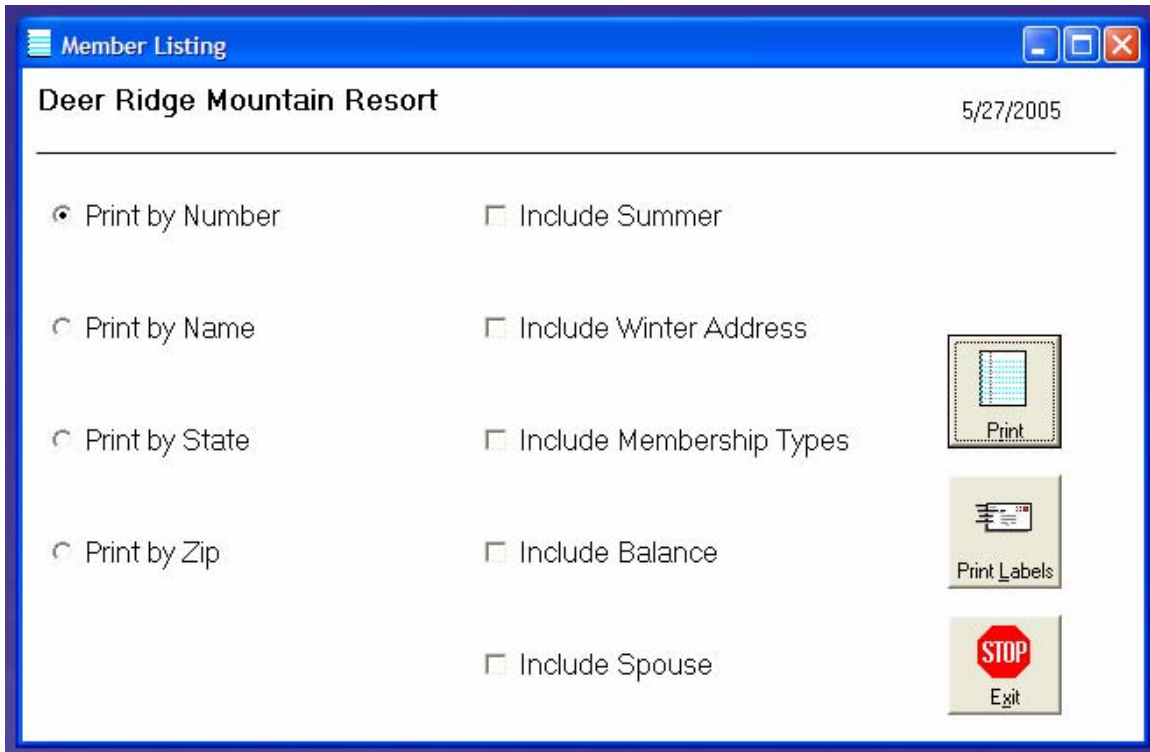 Member Listing
Deer Ridge Mountain Resort
5/27/2005
Print by Number
Include Summer
Print by Name
Include Winter Address
Print by State
Include Membership Types
Print
Print by Zip
Include Balance
Print Labels
Include Spouse
STOP
Exit